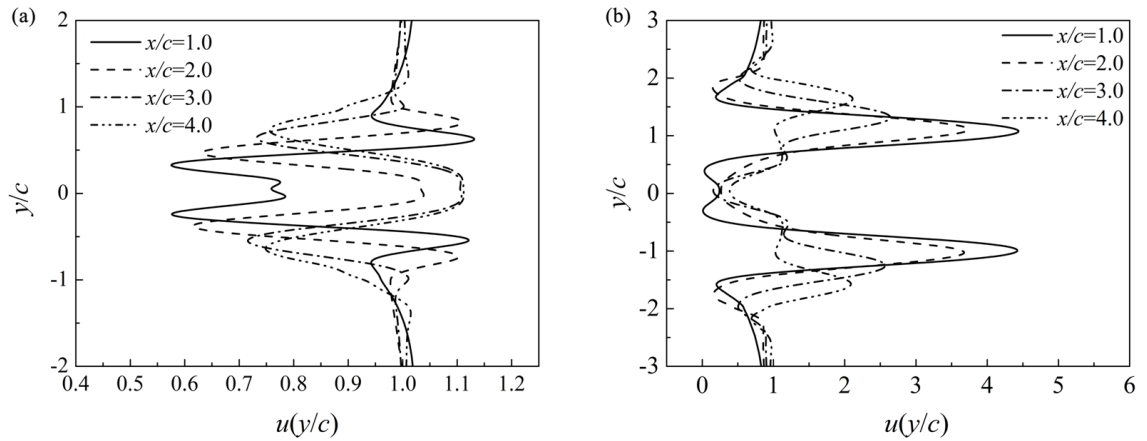 (a)
x/c=1.0
x/c=2.0
x/c=3.0
x/c=4.0
y/c
2
1
0
-1
-2
0.4 0.5 0.6 0.7 0.8 0.9 1.0 1.1 1.2
u(y/c)
(b)
x/c=1.0
x/c=2.0
x/c=3.0
x/c=4.0
y/c
3
2
1
0
-1
-2
-3
0 1 2 3 4 5 6
u(y/c)